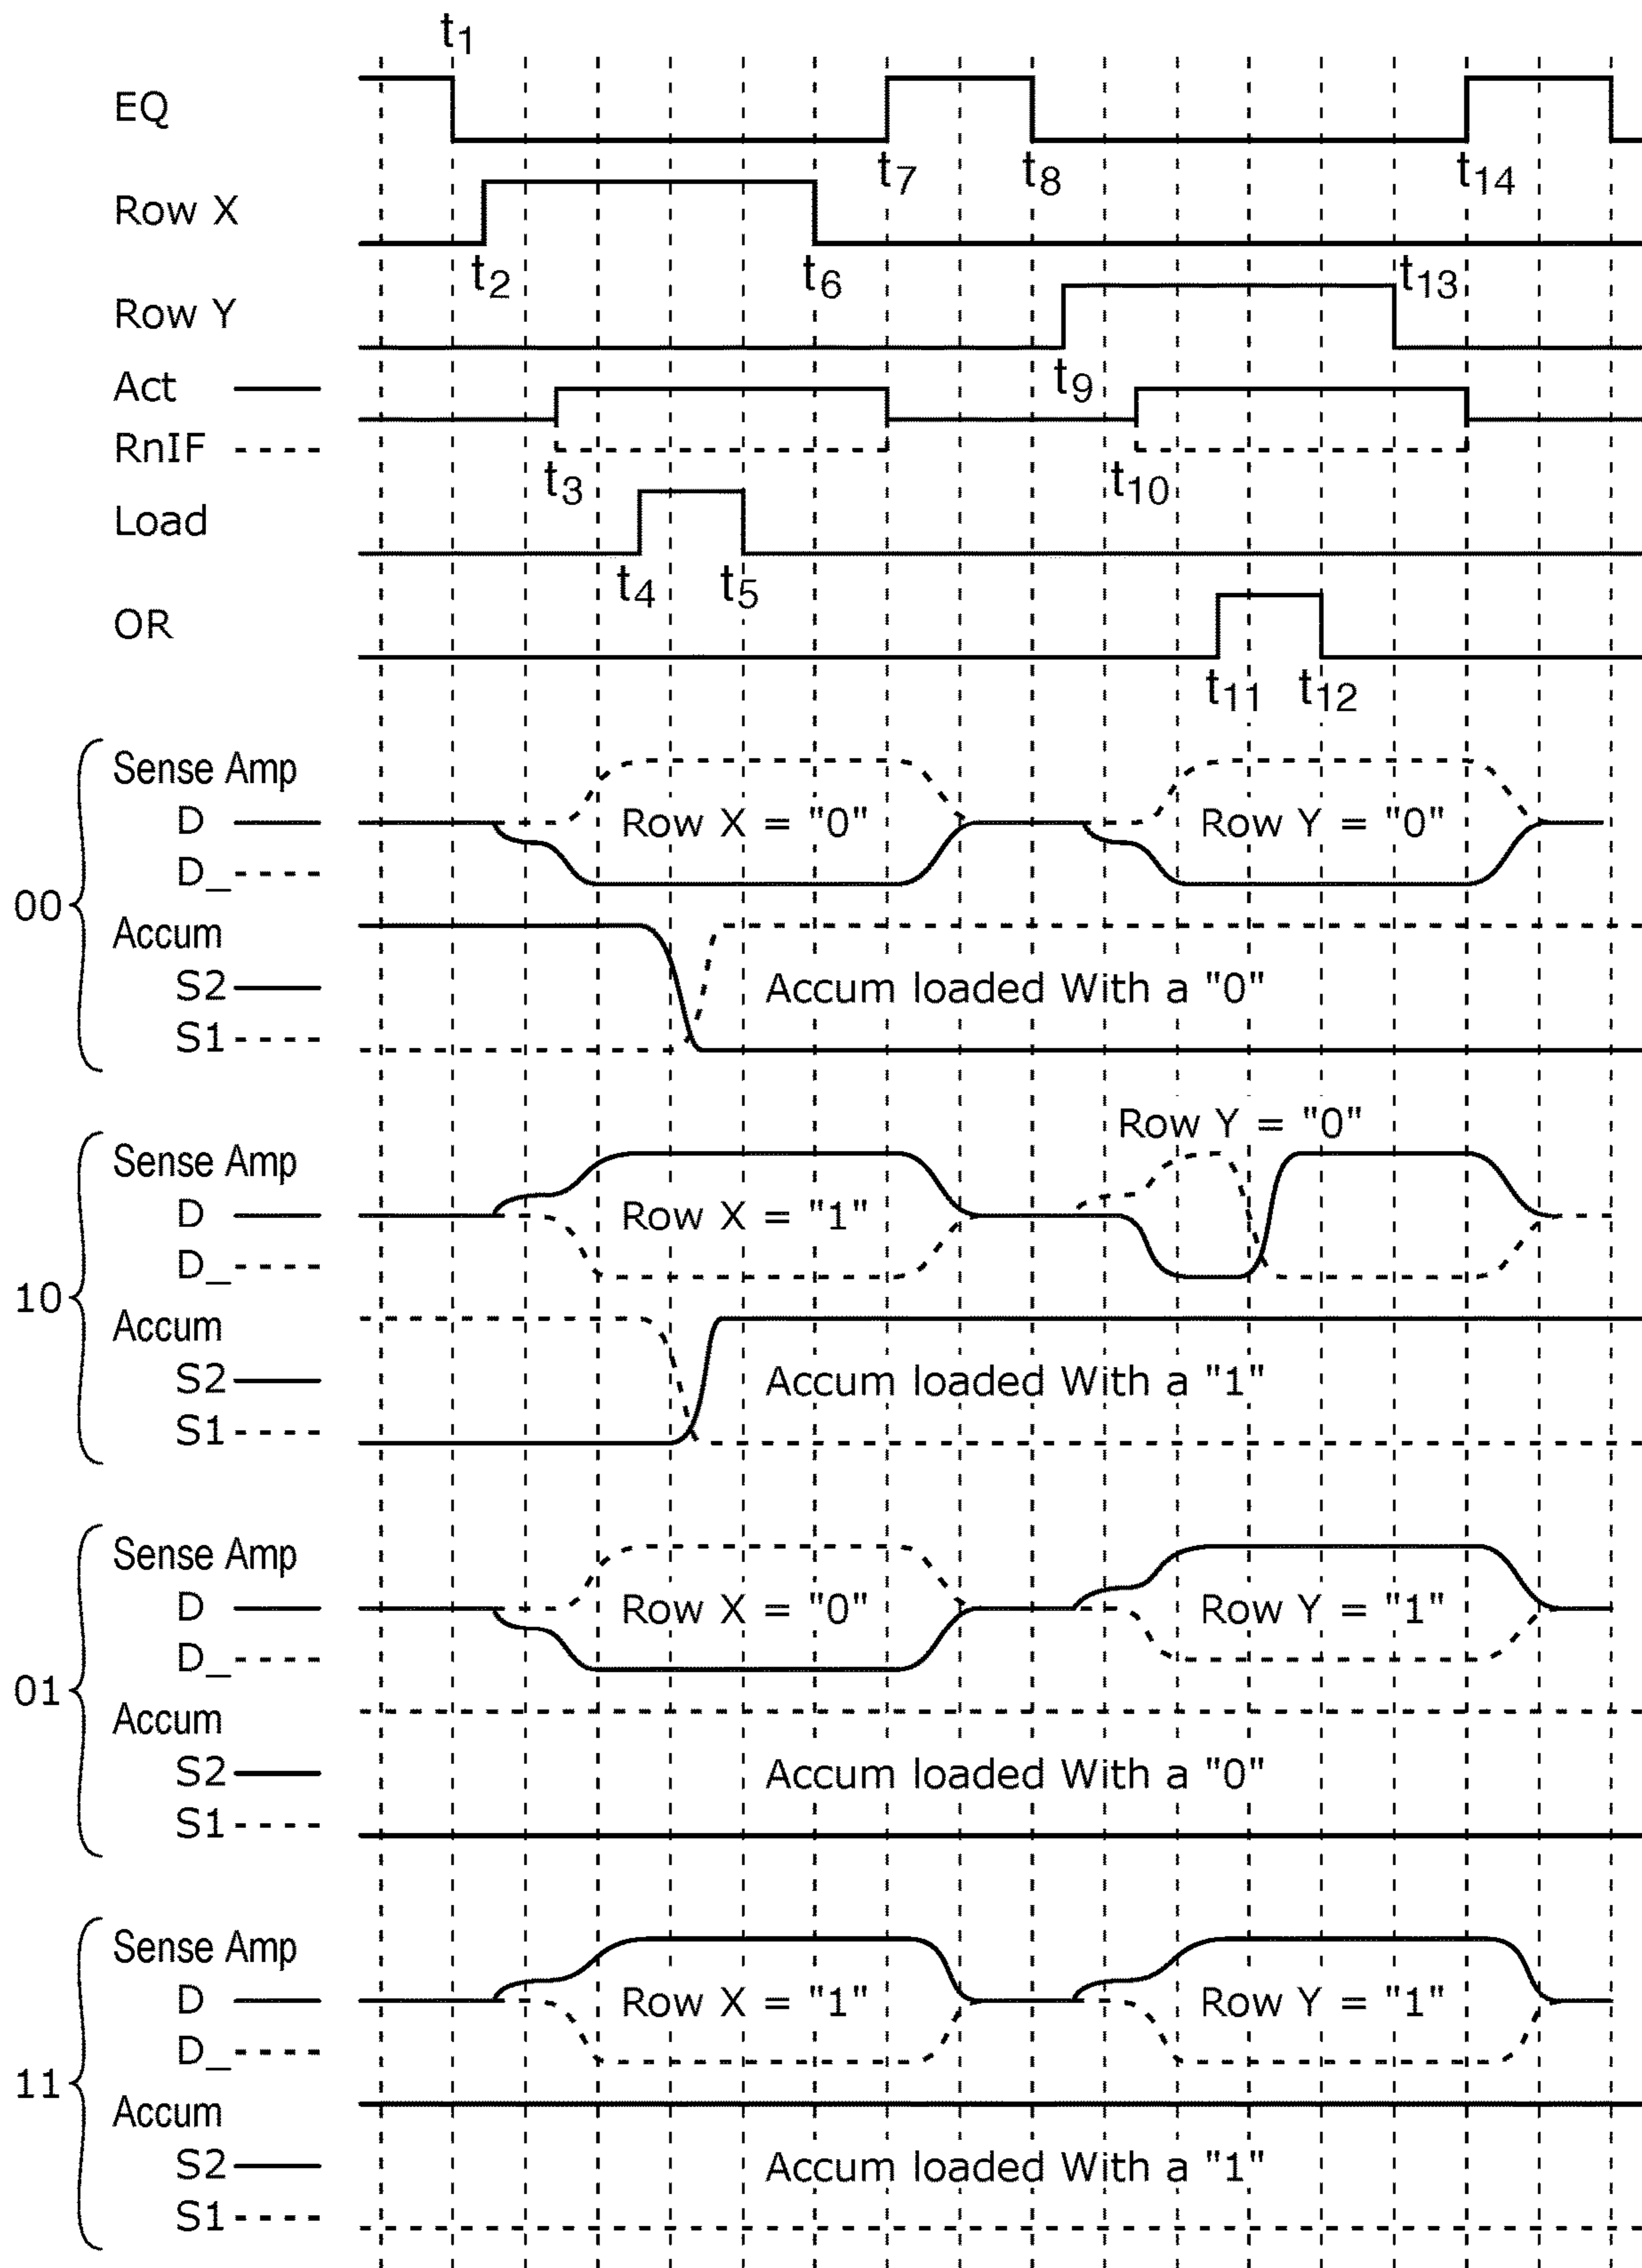 t1
EQ
t7 t8 t14
Row X
t2 t6 t13
Row Y
t9
Act
RnIF
t3 t10
Load
t4 t5
OR
t11 t12
00
Sense Amp
D Row X = "0" Row Y = "0"
D_
Accum
S2 Accum loaded With a "0"
S1
Row Y = "0"
10
Sense Amp
D Row X = "1"
D_
Accum
S2 Accum loaded With a "1"
S1
01
Sense Amp
D Row X = "0" Row Y = "1"
D_
Accum
S2 Accum loaded With a "0"
S1
11
Sense Amp
D Row X = "1" Row Y = "1"
D_
Accum
S2 Accum loaded With a "1"
S1